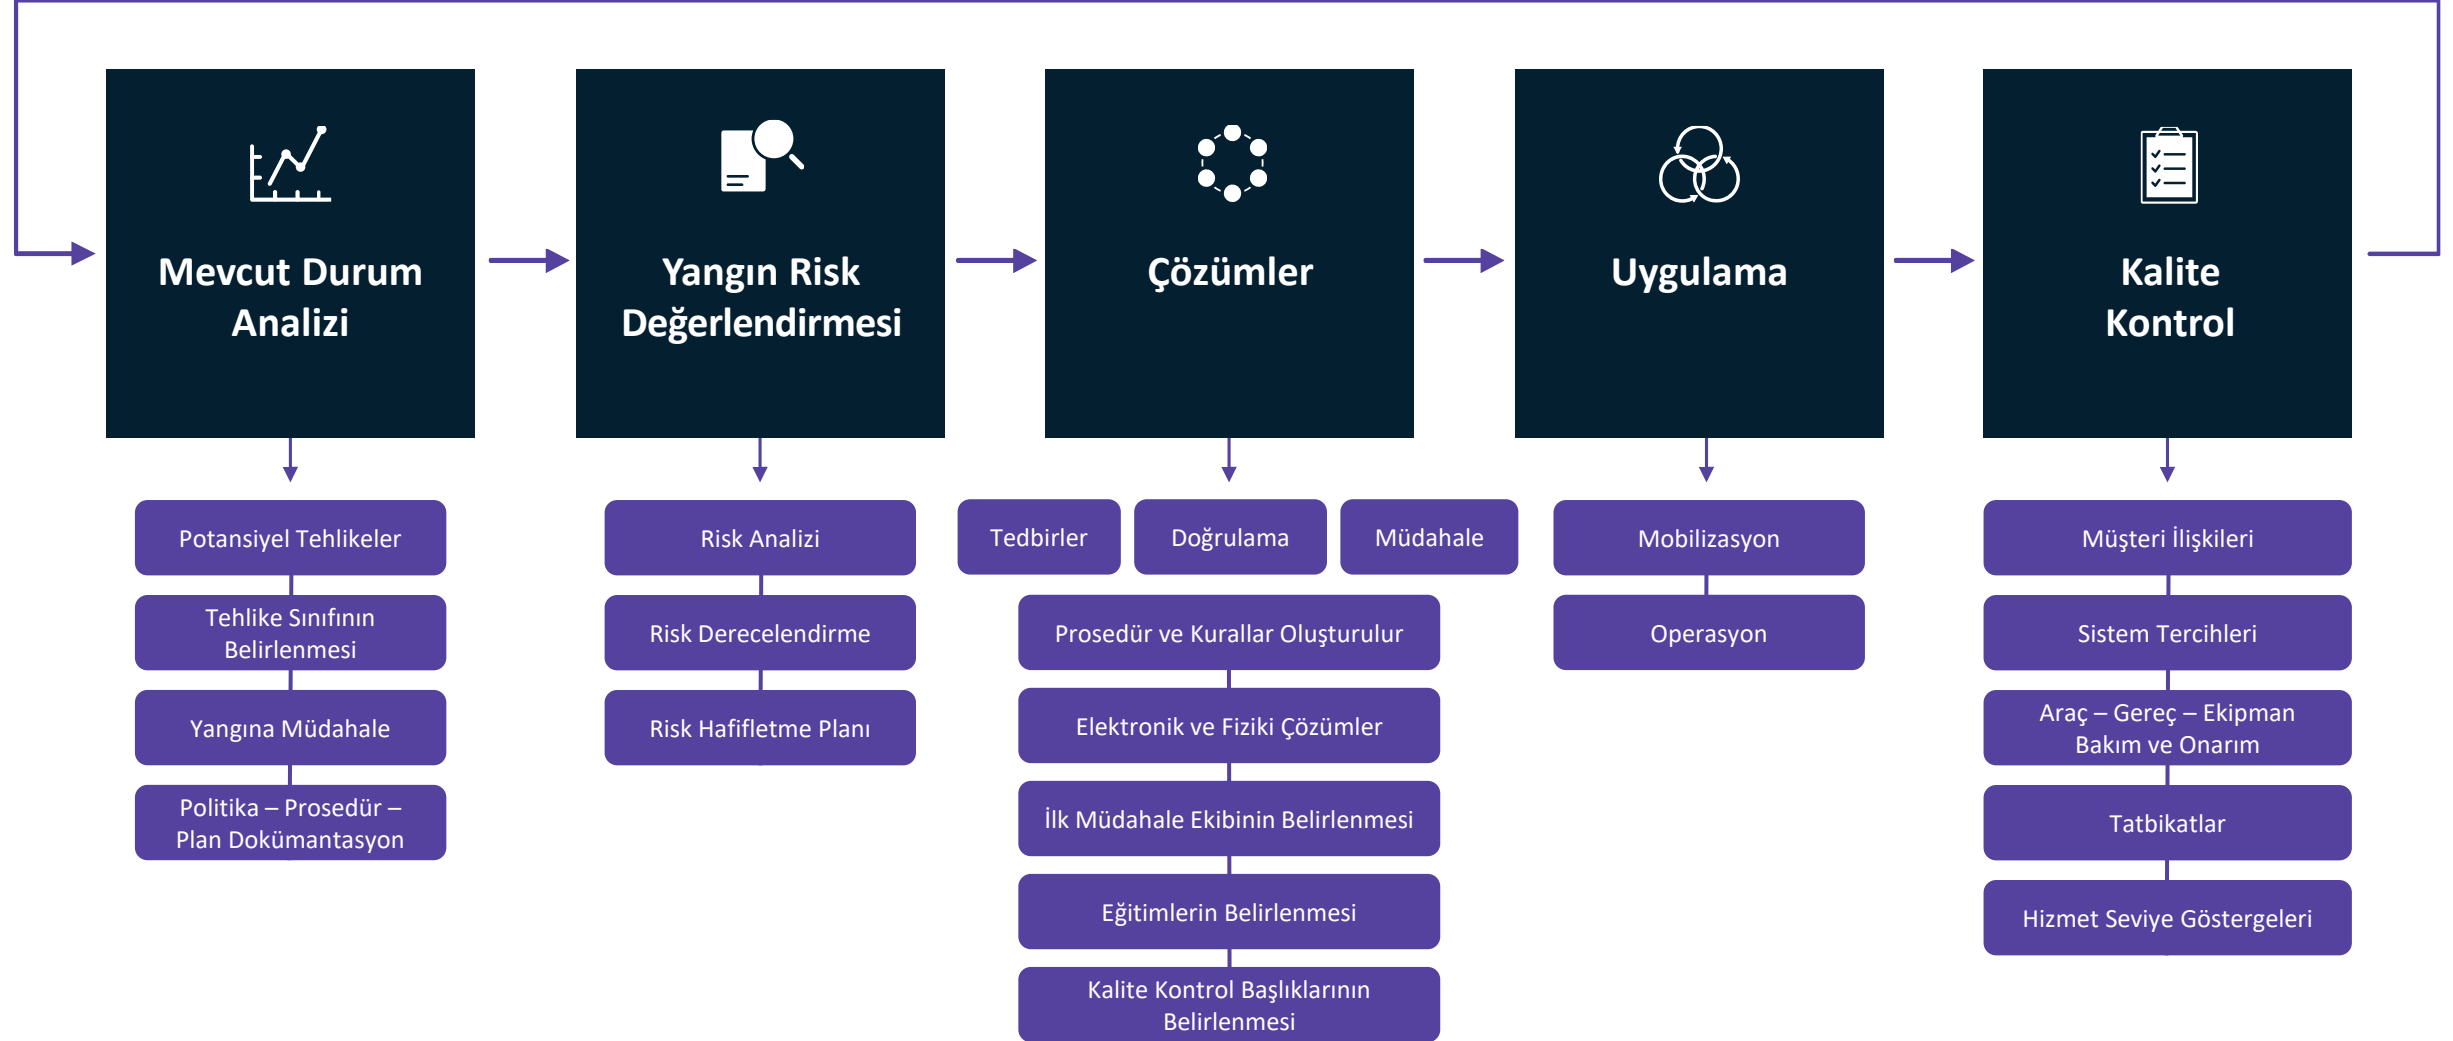 Mevcut Durum
Analizi
Yangın Risk
Değerlendirmesi
Çözümler
Uygulama
Kalite
Kontrol
Potansiyel Tehlikeler
Tehlike Sınıfının
Belirlenmesi
Yangına Müdahale
Politika – Prosedür –
Plan Dokümantasyon
Risk Analizi
Risk Derecelendirme
Risk Hafifletme Planı
Tedbirler
Doğrulama
Müdahale
Prosedür ve Kurallar Oluşturulur
Elektronik ve Fiziki Çözümler
İlk Müdahale Ekibinin Belirlenmesi
Eğitimlerin Belirlenmesi
Kalite Kontrol Başlıklarının
Belirlenmesi
Mobilizasyon
Operasyon
Müşteri İlişkileri
Sistem Tercihleri
Araç – Gereç – Ekipman
Bakım ve Onarım
Tatbikatlar
Hizmet Seviye Göstergeleri